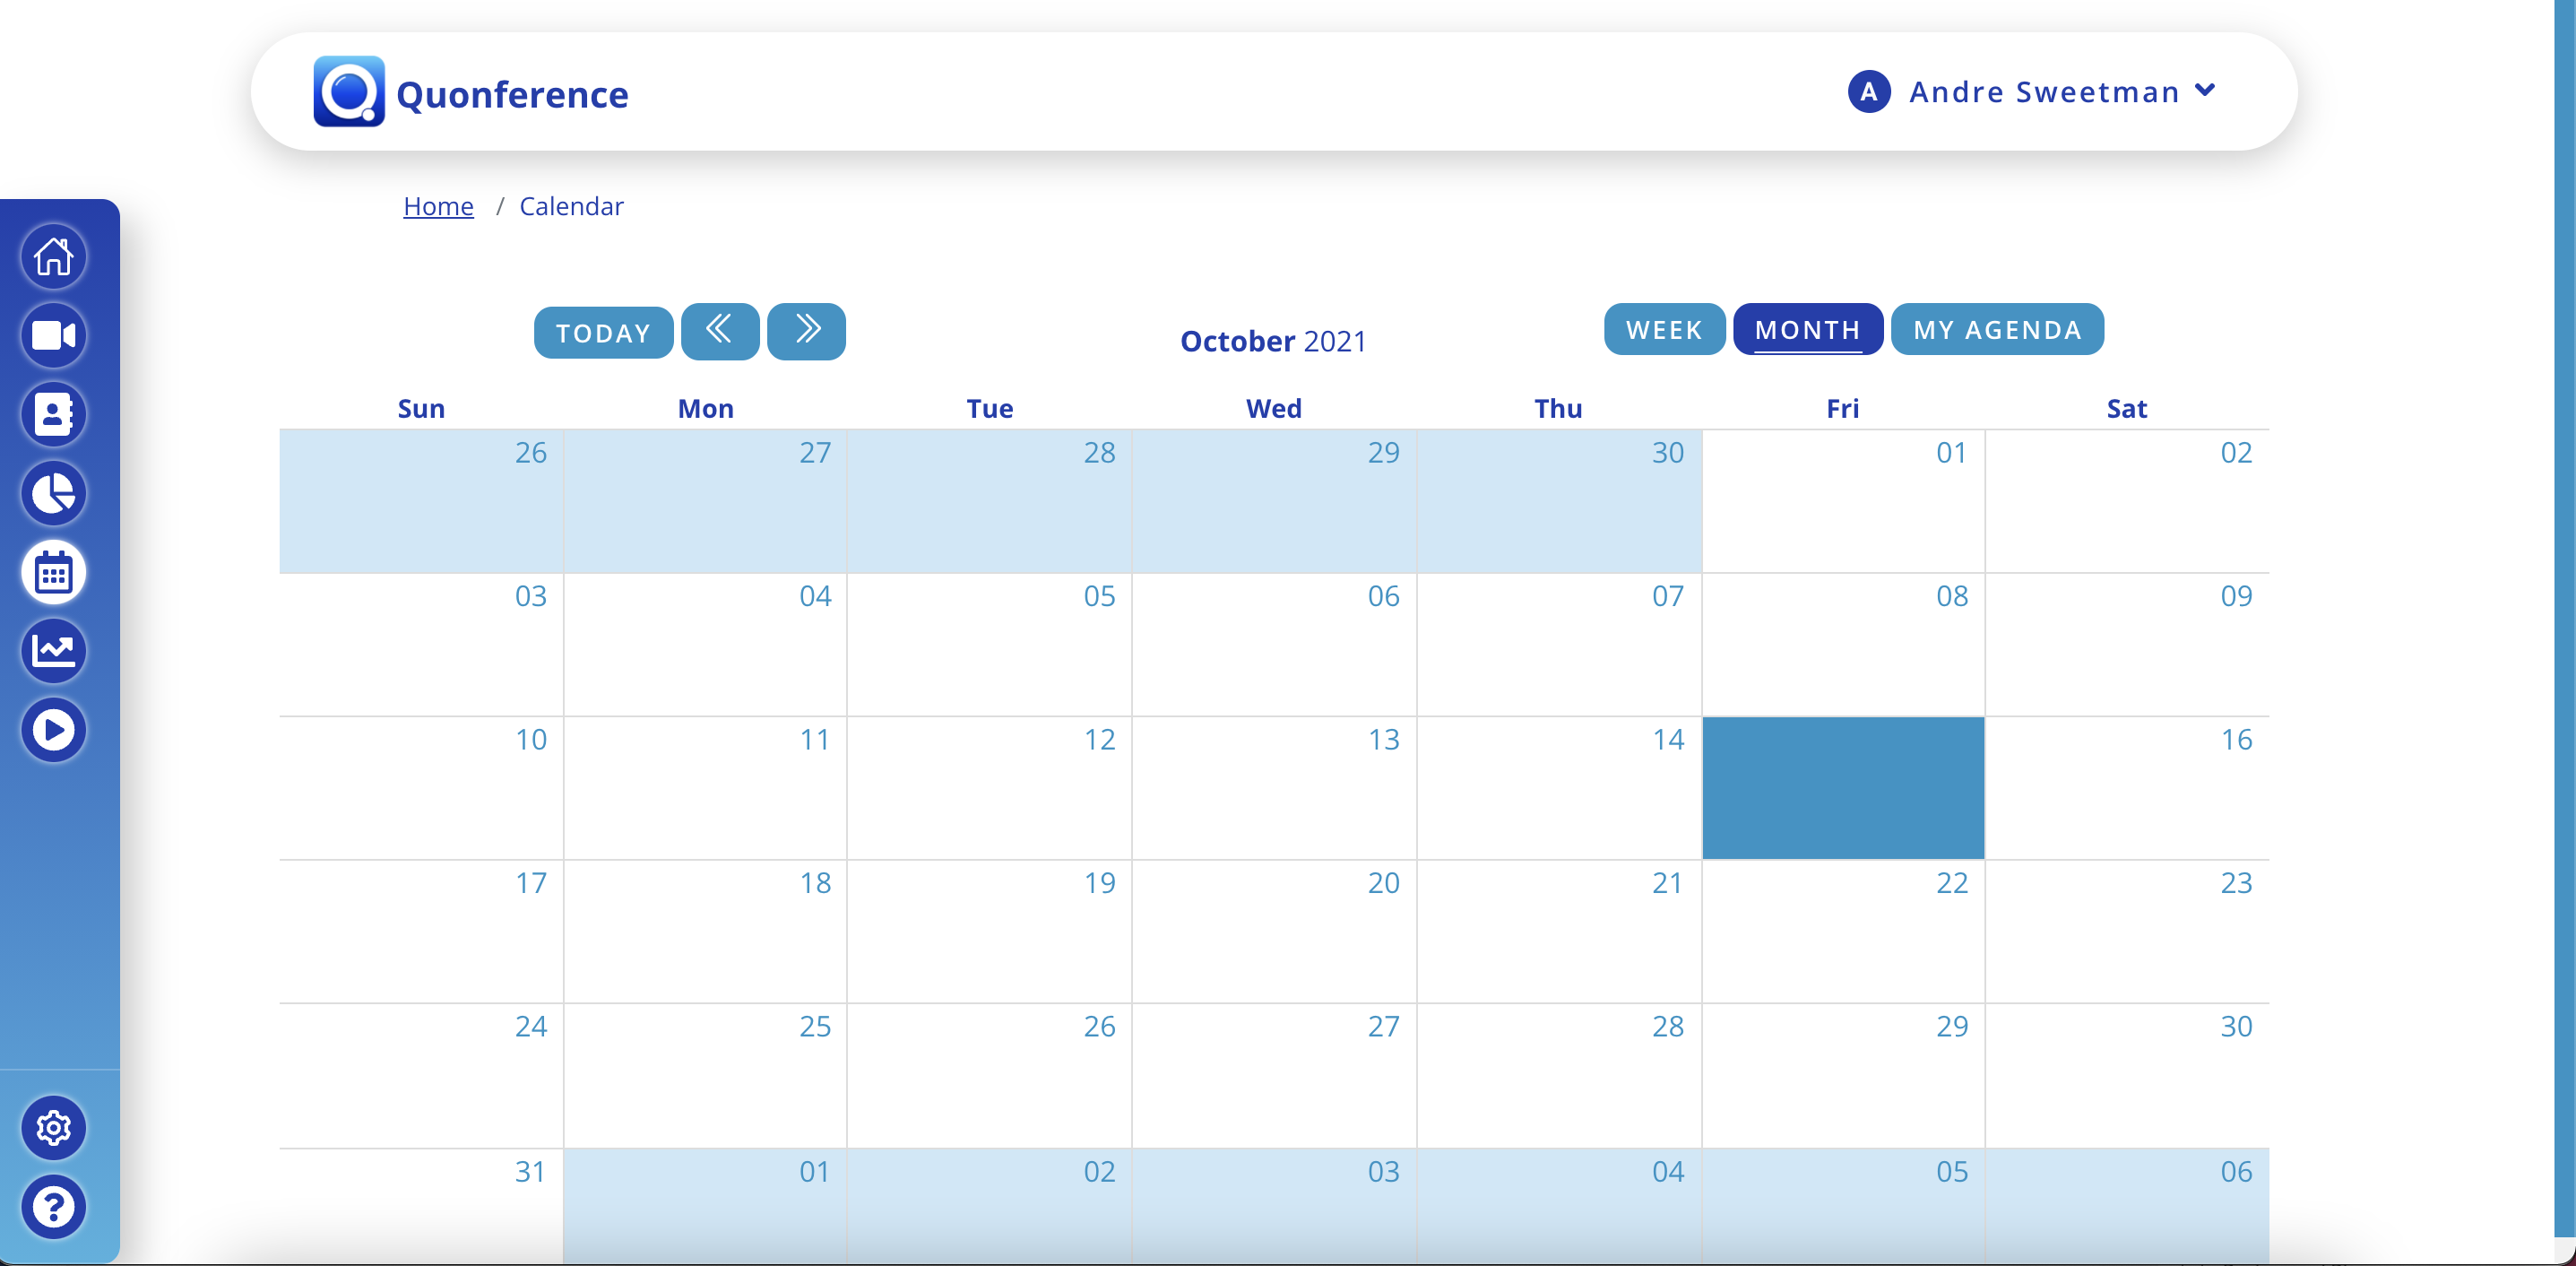 Quonference
A Andre Sweetman
Home / Calendar
TODAY October 2021 WEEK MONTH MY AGENDA
Sun Mon Tue Wed Thu Fri Sat
26 27 28 29 30 01 02
03 04 05 06 07 08 09
10 11 12 13 14 16
17 18 19 20 21 22 23
24 25 26 27 28 29 30
31 01 02 03 04 05 06